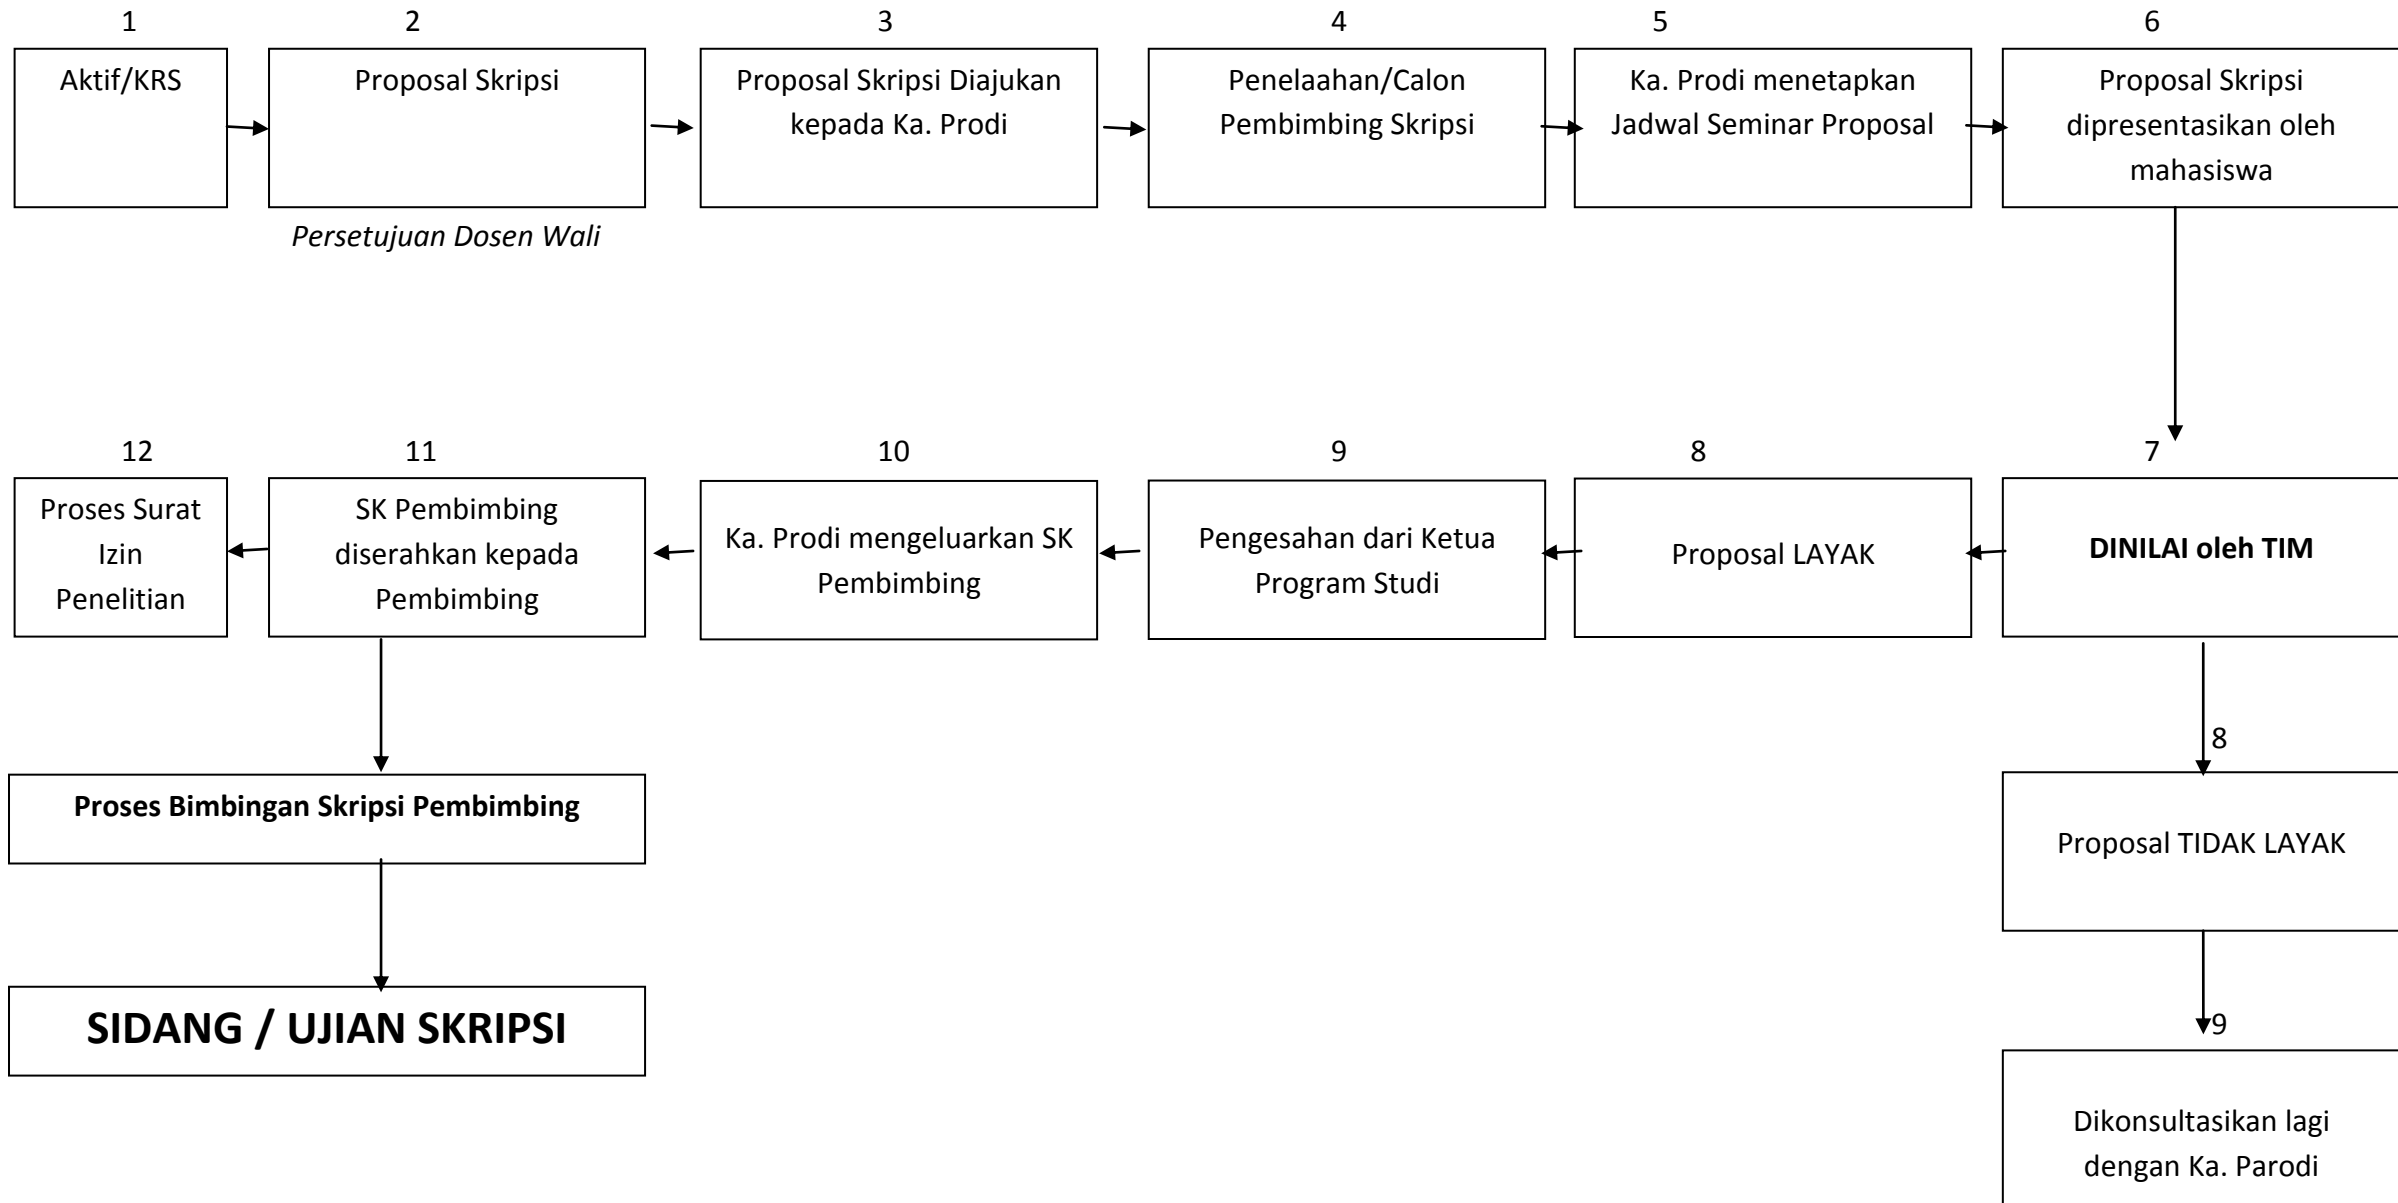 1
2
3
4
5
6
Aktif/KRS
Proposal Skripsi
Proposal Skripsi Diajukan
kepada Ka. Prodi
Penelaahan/Calon
Pembimbing Skripsi
Ka. Prodi menetapkan
Jadwal Seminar Proposal
Proposal Skripsi
dipresentasikan oleh
mahasiswa
Persetujuan Dosen Wali
12
11
10
9
8
7
Proses Surat
Izin
Penelitian
SK Pembimbing
diserahkan kepada
Pembimbing
Ka. Prodi mengeluarkan SK
Pembimbing
Pengesahan dari Ketua
Program Studi
Proposal LAYAK
DINILAI oleh TIM
8
Proses Bimbingan Skripsi Pembimbing
Proposal TIDAK LAYAK
SIDANG / UJIAN SKRIPSI
9
Dikonsultasikan lagi
dengan Ka. Parodi